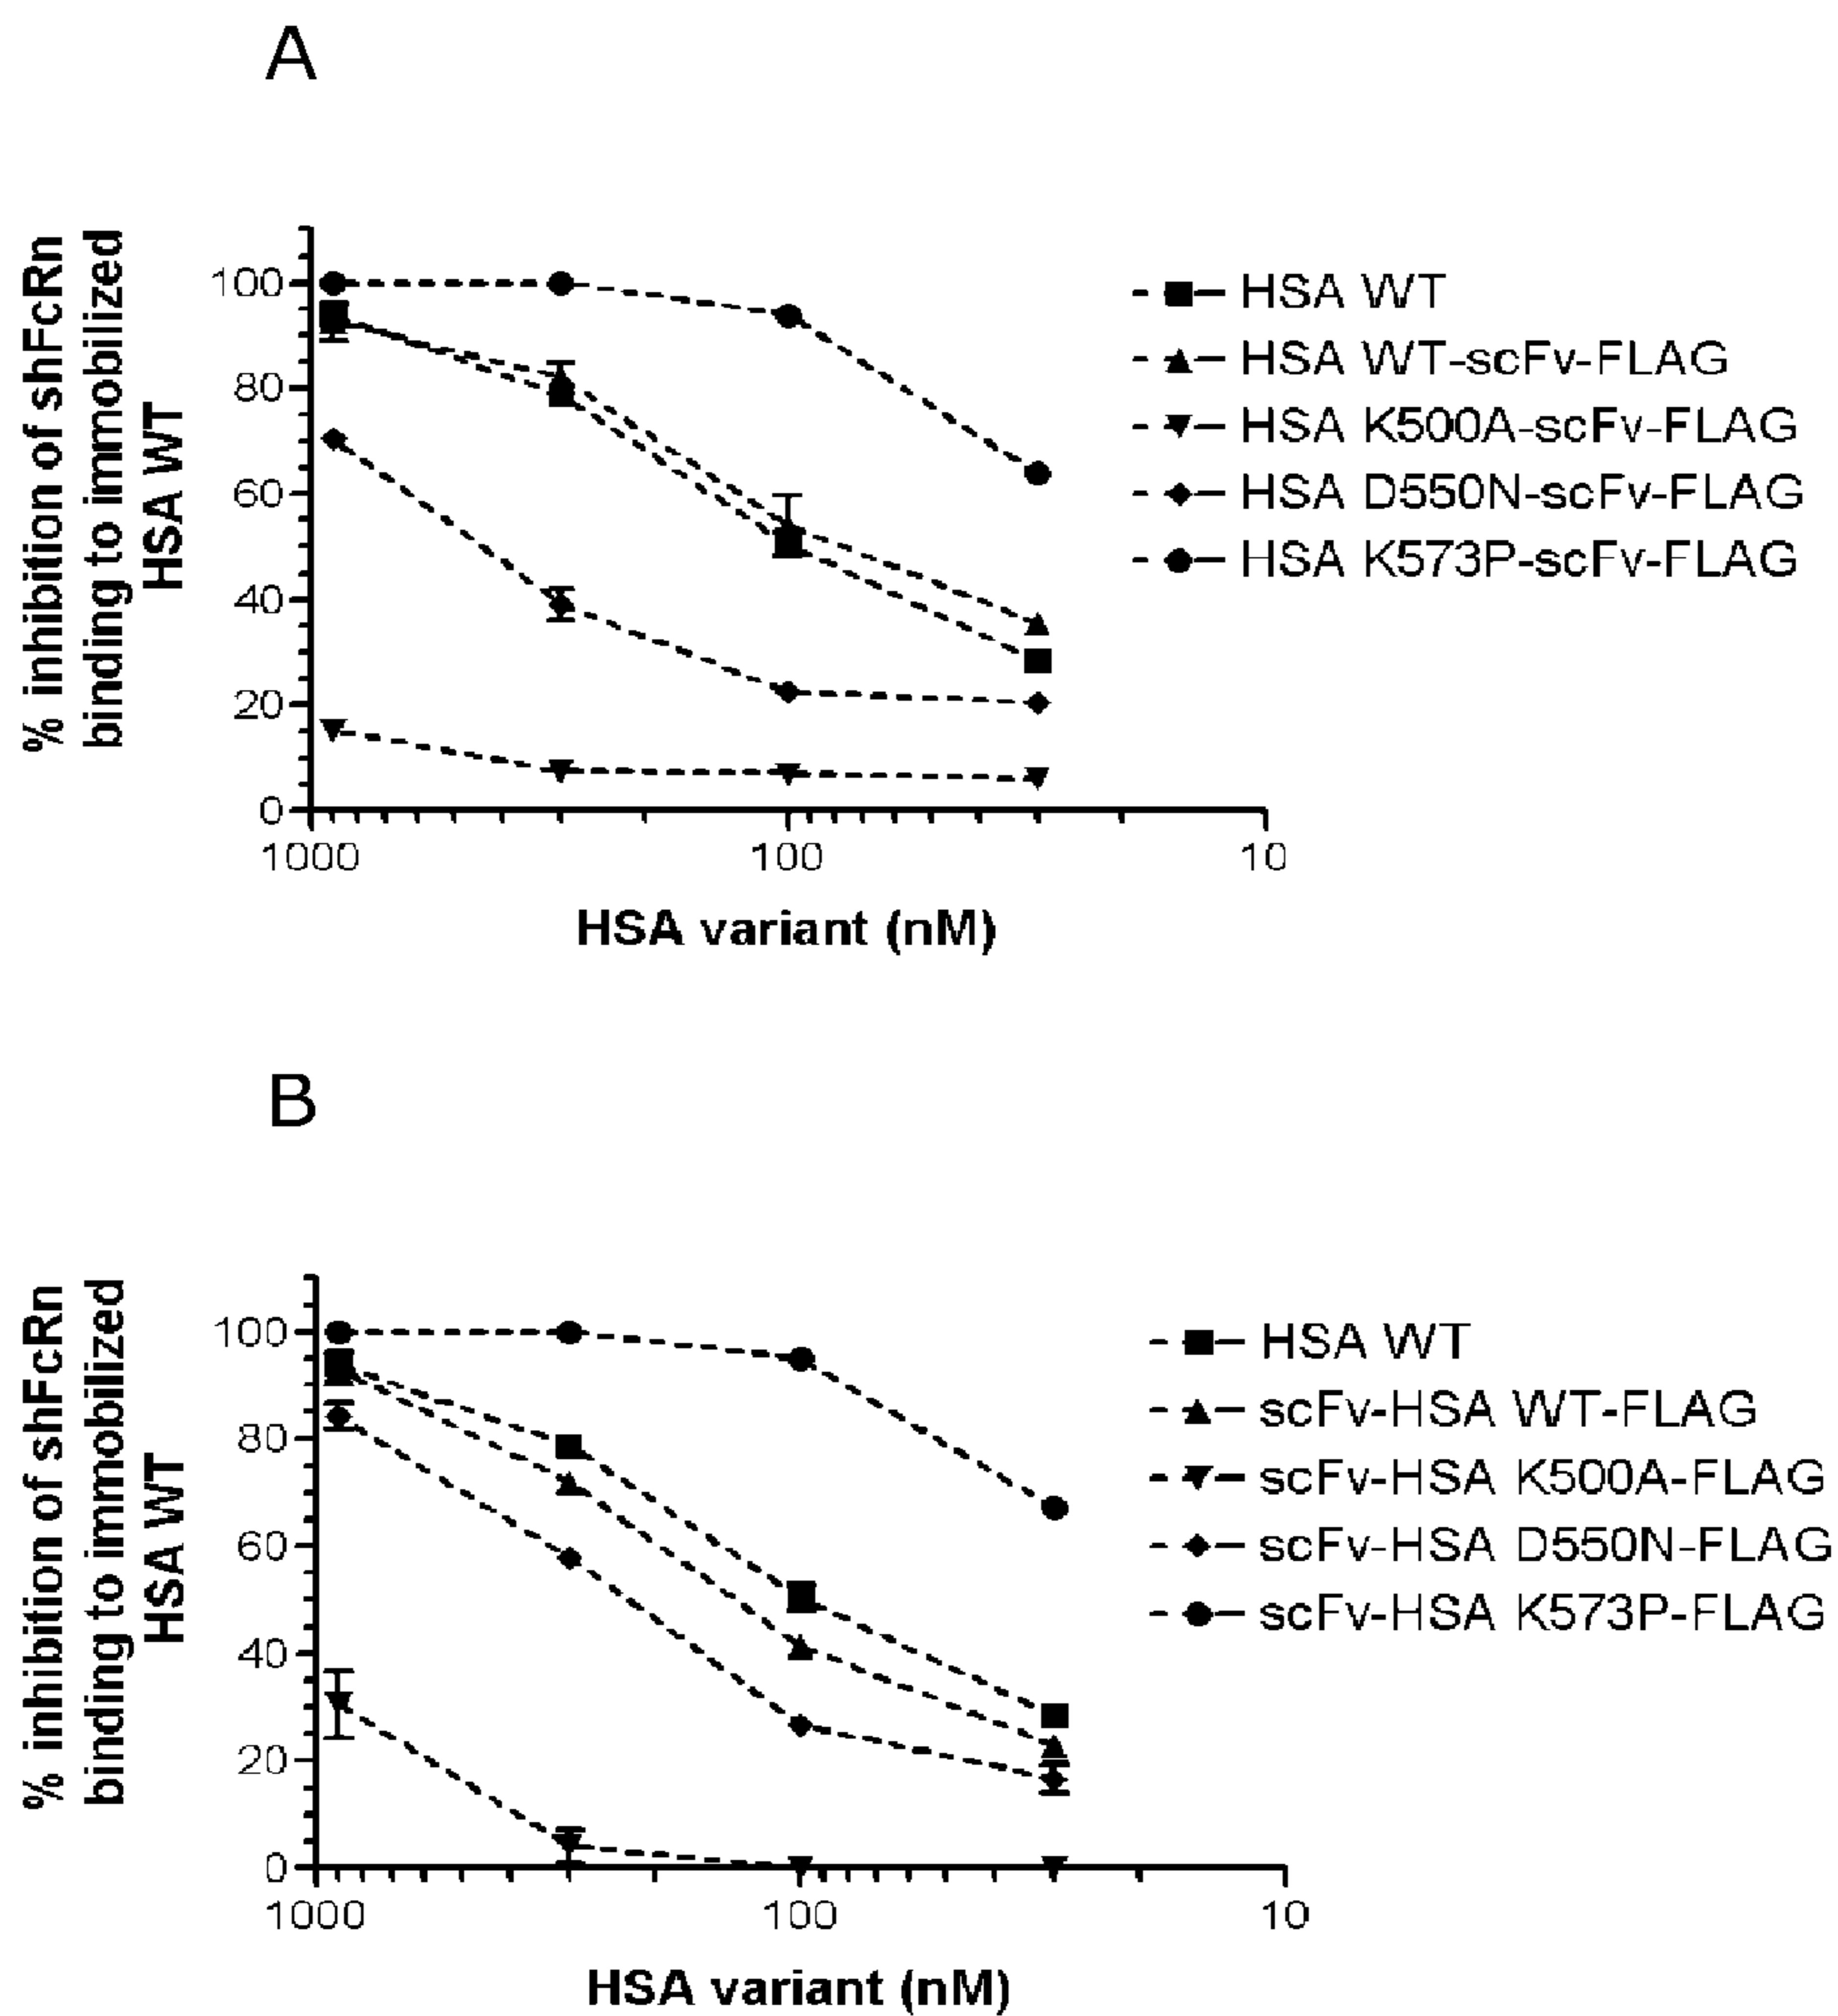 A
% inhibition of shFcRn
binding to immobilized
HSA WT
100
80
60
40
20
0
1000
100
10
HSA variant (nM)
HSA WT
HSA WT-scFv-FLAG
HSA K500A-scFv-FLAG
HSA D550N-scFv-FLAG
HSA K573P-scFv-FLAG
B
% inhibition of shFcRn
binding to immobilized
HSA WT
100
80
60
40
20
0
1000
100
10
HSA variant (nM)
HSA WT
scFv-HSA WT-FLAG
scFv-HSA K500A-FLAG
scFv-HSA D550N-FLAG
scFv-HSA K573P-FLAG